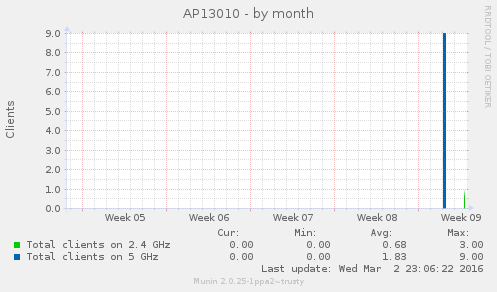 AP13010 - by month
RRDTOOL / TOBI OETIKER
Clients
9.0
8.0
7.0
6.0
5.0
4.0
3.0
2.0
1.0
0.0
Week 05 Week 06 Week 07 Week 08 Week 09
Cur: Min: Avg: Max:
Total clients on 2.4 GHz 0.00 0.00 0.68 3.00
Total clients on 5 GHz 0.00 0.00 1.83 9.00
Last update: Wed Mar 2 23:06:22 2016
Munin 2.0.25-1ppa2~trusty